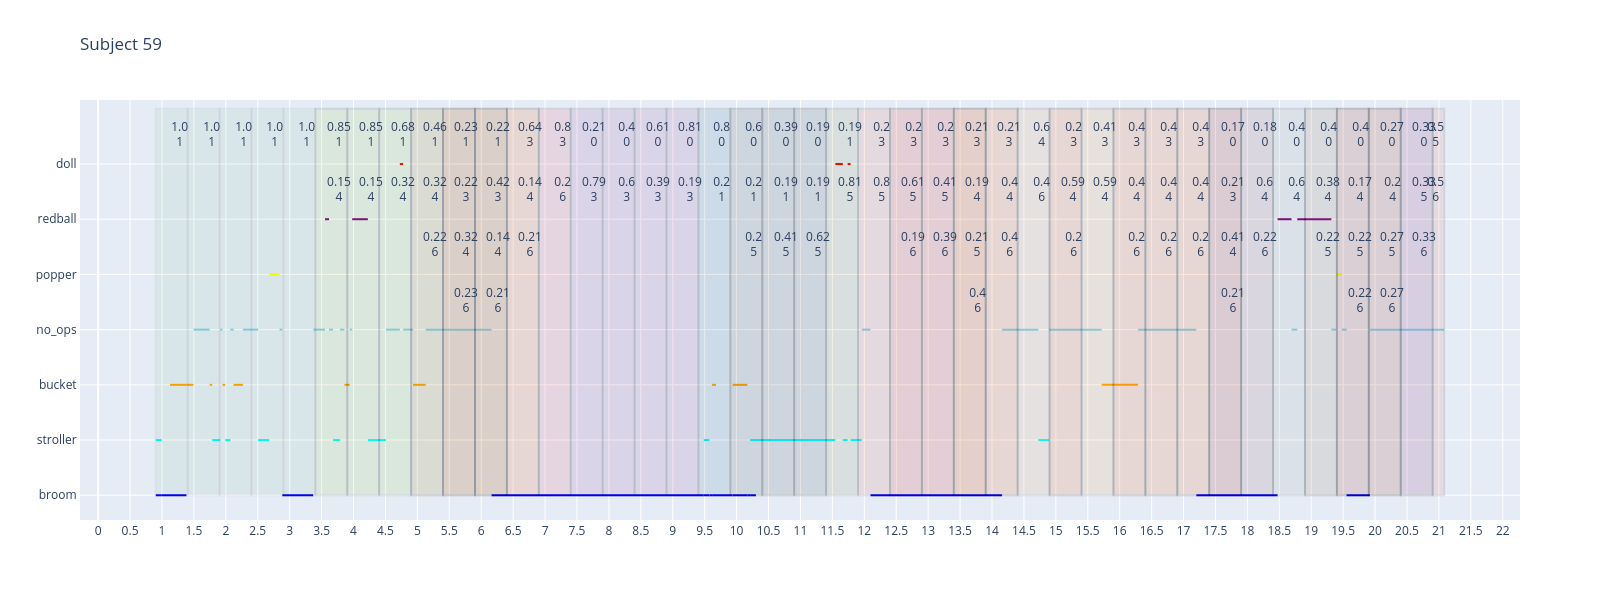 Subject 59
1.0 1.0 1.0 1.0 1.0 0.85 0.85 0.68 0.46 0.23 0.22 0.64 0.8 0.21 0.4 0.61 0.81 0.8 0.6 0.39 0.19 0.19 0.2 0.2 0.2 0.21 0.21 0.6 0.2 0.41 0.4 0.4 0.4 0.17 0.18 0.4 0.4 0.4 0.27 0.33 0.5
1 1 1 1 1 1 1 1 1 1 1 3 3 0 0 0 0 0 0 0 0 1 3 3 3 3 3 4 3 3 3 3 3 0 0 0 0 0 0 0 5
doll
0.15 0.15 0.32 0.32 0.22 0.42 0.14 0.2 0.79 0.6 0.39 0.19 0.2 0.2 0.19 0.19 0.81 0.8 0.61 0.41 0.19 0.4 0.4 0.59 0.59 0.4 0.4 0.4 0.21 0.6 0.6 0.38 0.17 0.2 0.33 0.5
4 4 4 4 3 3 4 6 3 3 3 3 1 1 1 1 5 5 5 5 4 4 6 4 4 4 4 4 3 4 4 4 4 4 5 6
redball
0.22 0.32 0.14 0.21 0.2 0.41 0.62 0.19 0.39 0.21 0.4 0.2 0.2 0.2 0.2 0.41 0.22 0.22 0.22 0.27 0.33
6 4 4 6 5 5 5 6 6 5 6 6 6 6 6 4 6 5 5 5 6
popper
0.23 0.21 0.4 0.21 0.22 0.27
6 6 6 6 6 6
no_ops
bucket
stroller
broom
0 0.5 1 1.5 2 2.5 3 3.5 4 4.5 5 5.5 6 6.5 7 7.5 8 8.5 9 9.5 10 10.5 11 11.5 12 12.5 13 13.5 14 14.5 15 15.5 16 16.5 17 17.5 18 18.5 19 19.5 20 20.5 21 21.5 22